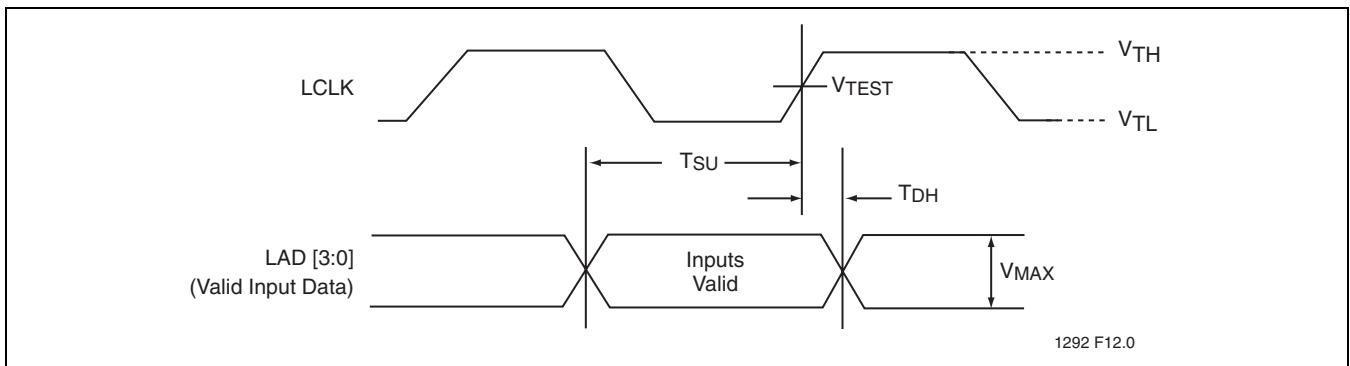 VTH
LCLK
VTEST
VTL
TSU
TDH
LAD [3:0]
(Valid Input Data)
Inputs
Valid
VMAX
1292 F12.0